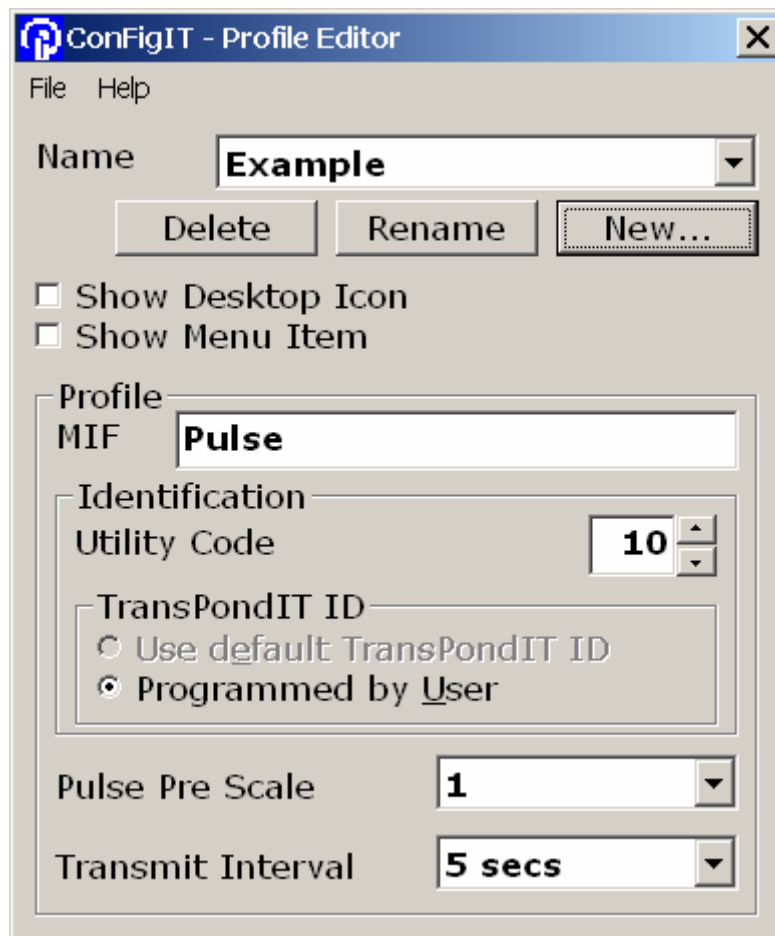 ConFigIT - Profile Editor
File Help
Name Example
Delete Rename New...
Show Desktop Icon
Show Menu Item
Profile
MIF Pulse
Identification
Utility Code 10
TransPondIT ID
Use default TransPondIT ID
Programmed by User
Pulse Pre Scale 1
Transmit Interval 5 secs